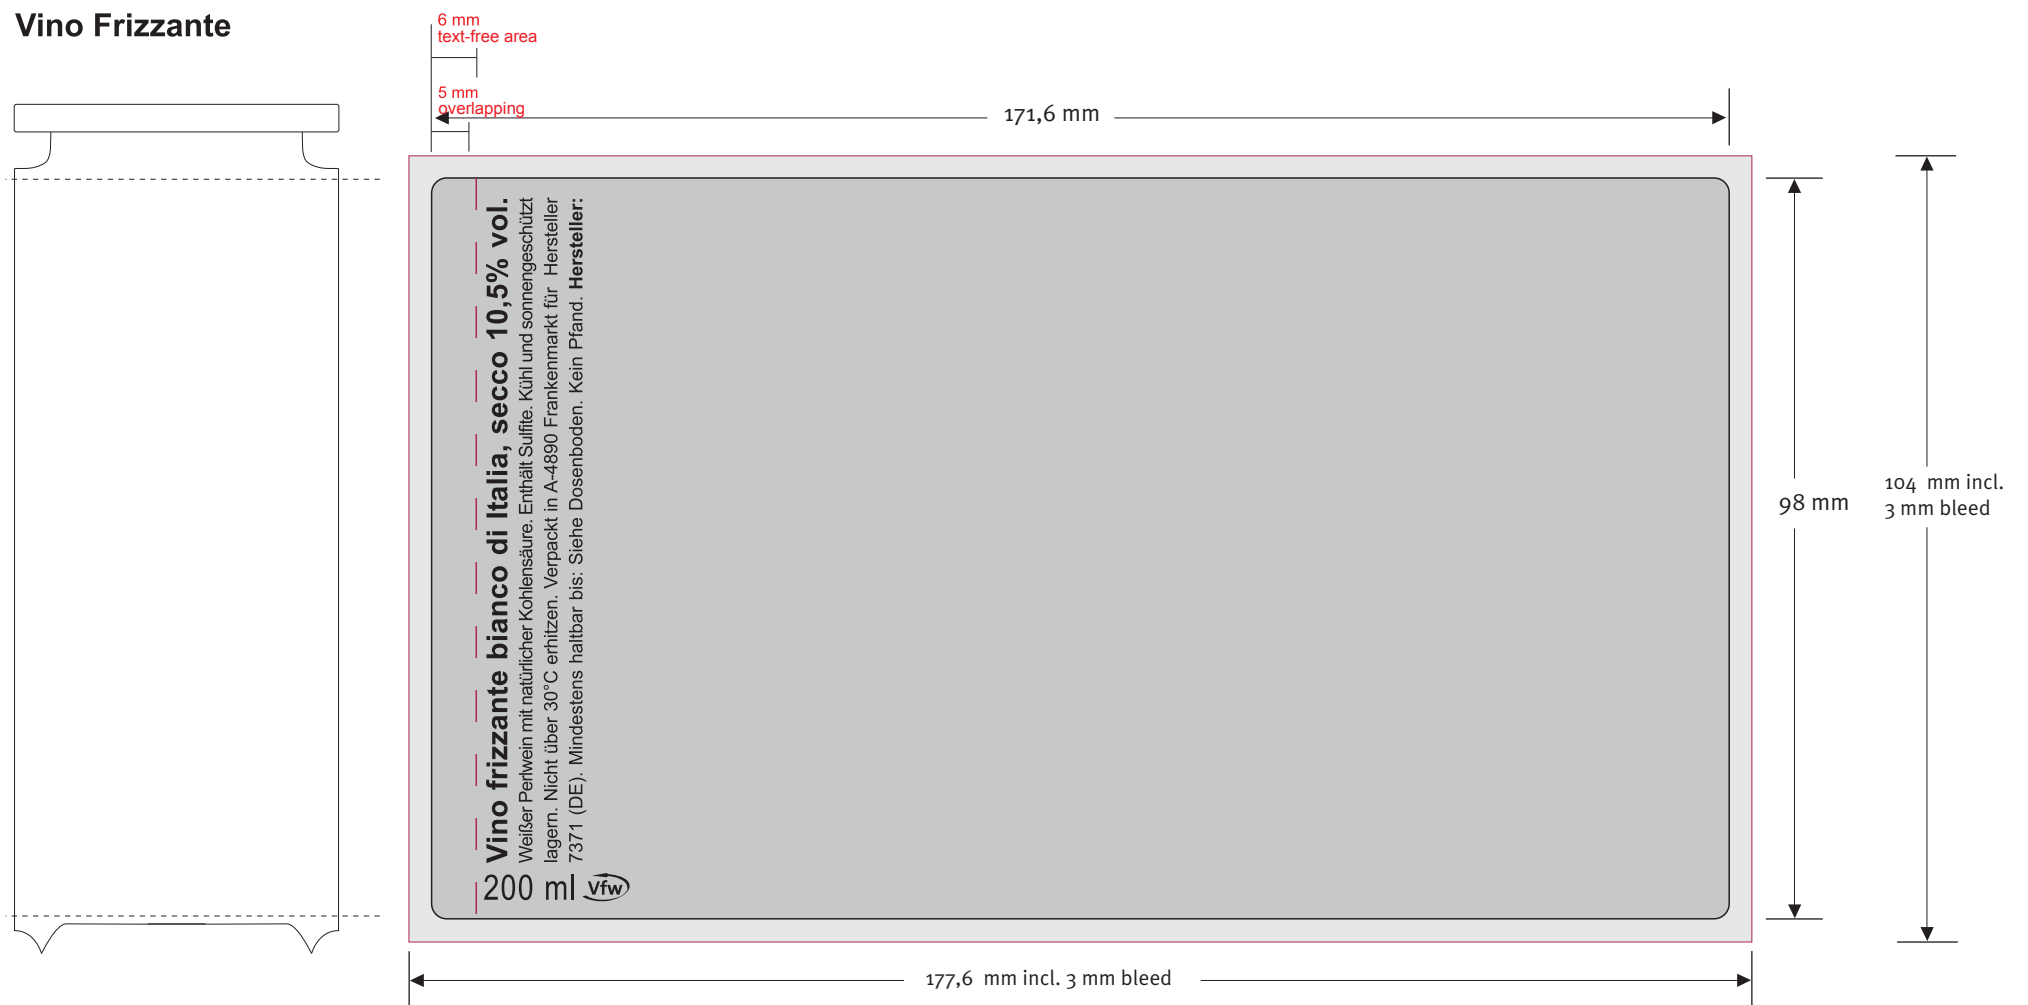 Vino Frizzante
6 mm
text-free area
5 mm
overlapping
171,6 mm
Vino frizzante bianco di Italia, secco 10,5% vol.
Weißer Perlwein mit natürlicher Kohlensäure. Enthält Sulfite. Kühl und sonnengeschützt
lagern. Nicht über 30°C erhitzen. Verpackt in A-4890 Frankenmarkt für Hersteller
7371 (DE). Mindestens haltbar bis: Siehe Dosenboden. Kein Pfand. Hersteller:
200 ml Vfw
98 mm
104 mm incl.
3 mm bleed
177,6 mm incl. 3 mm bleed